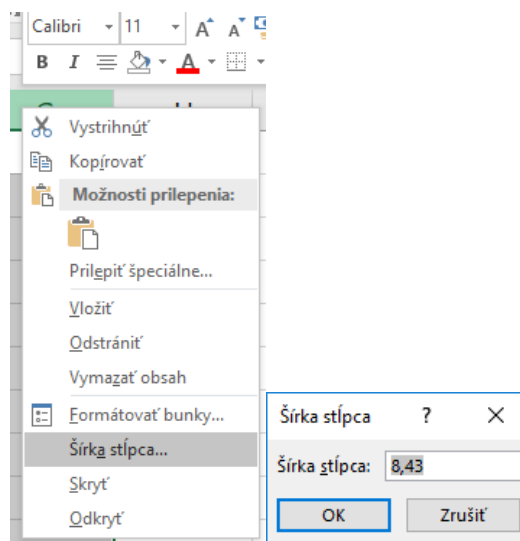 Calibri 11 A A
B I A
Vystrihnúť
Kopírovať
Možnosti prilepenia:
Prilepiť špeciálne...
Vložiť
Odstrániť
Vymazať obsah
Formátovať bunky...
Šírka stĺpca...
Skryť
Odkryť
Šírka stĺpca ?
Šírka stĺpca: 8,43
OK Zrušiť